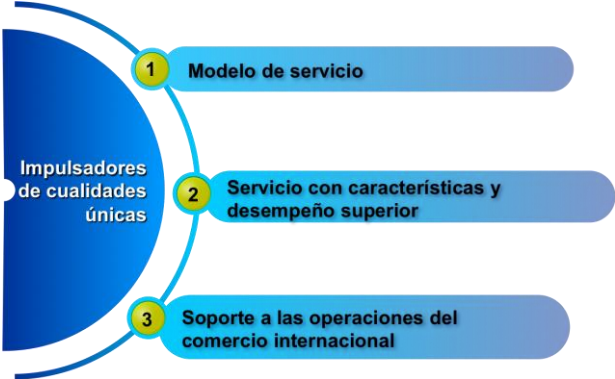 Impulsadores
de cualidades
únicas
1
Modelo de servicio
2
Servicio con características y
desempeño superior
3
Soporte a las operaciones del
comercio internacional